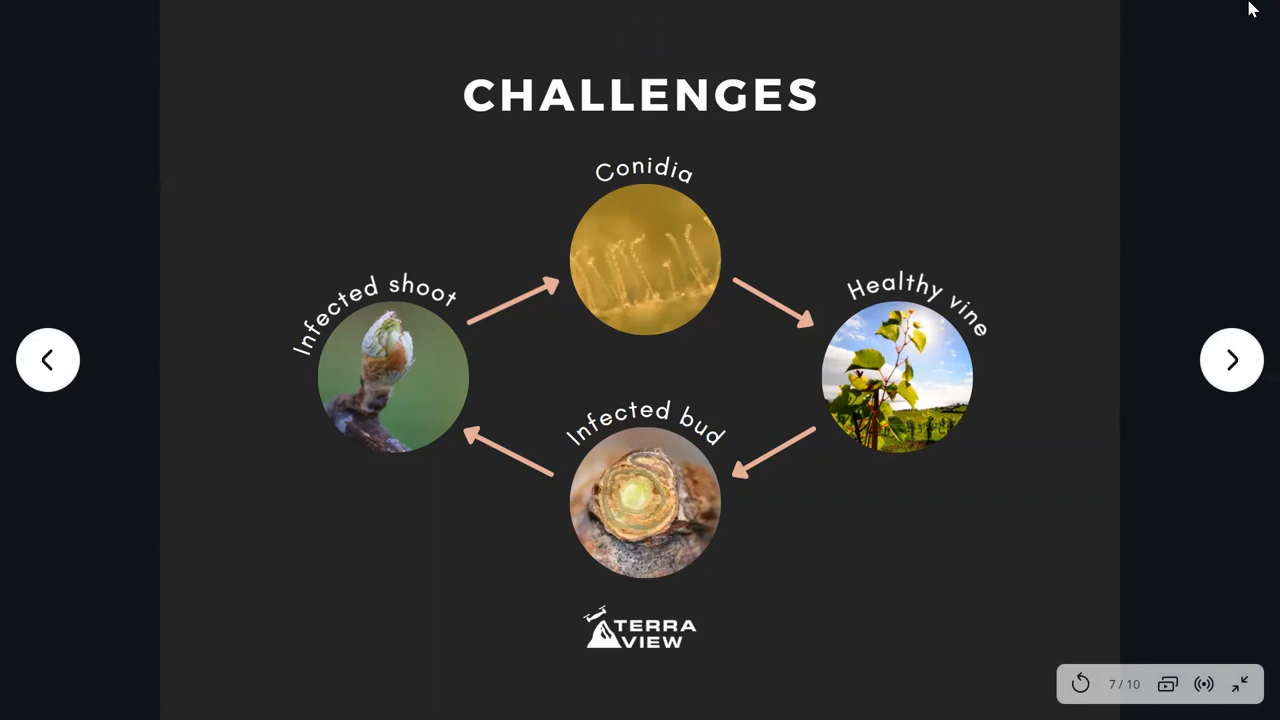 CHALLENGES
Conidia
Infected shoot
Healthy vine
Infected bud
TERRA
VIEW
7 / 10